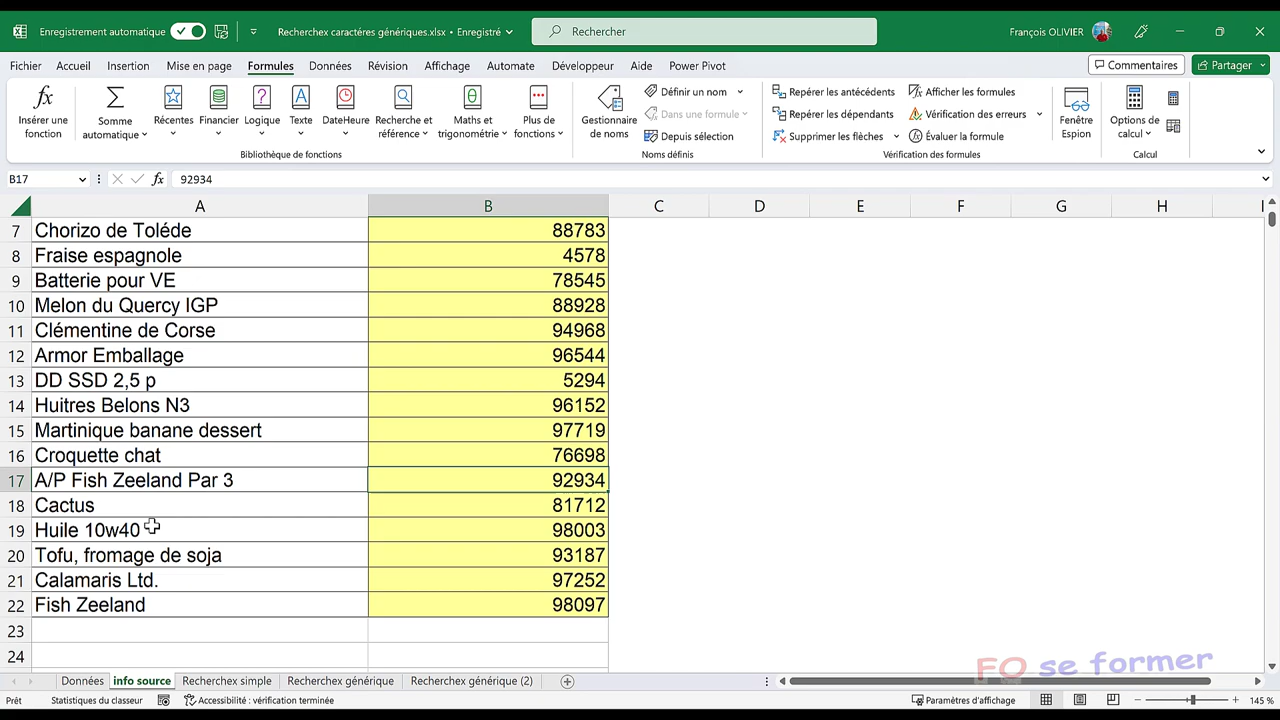 Enregistrement automatique
Recherchex caractères génériques.xlsx • Enregistré
Rechercher
François OLIVIER
Fichier Accueil Insertion Mise en page Formules Données Révision Affichage Automate Développeur Aide Power Pivot
Commentaires
Partager
Insérer une fonction
Somme automatique
Récentes
Financier
Logique
Texte
DateHeure
Recherche et référence
Maths et trigonométrie
Plus de fonctions
Bibliothèque de fonctions
Gestionnaire de noms
Définir un nom
Dans une formule
Depuis sélection
Noms définis
Repérer les antécédents
Repérer les dépendants
Supprimer les flèches
Afficher les formules
Vérification des erreurs
Évaluer la formule
Vérification des formules
Fenêtre Espion
Options de calcul
Calcul
B17 fx 92934
A B C D E F G H I
7 Chorizo de Toléde 88783
8 Fraise espagnole 4578
9 Batterie pour VE 78545
10 Melon du Quercy IGP 88928
11 Clémentine de Corse 94968
12 Armor Emballage 96544
13 DD SSD 2,5 p 5294
14 Huitres Belons N3 96152
15 Martinique banane dessert 97719
16 Croquette chat 76698
17 A/P Fish Zeeland Par 3 92934
18 Cactus 81712
19 Huile 10w40 98003
20 Tofu, fromage de soja 93187
21 Calamaris Ltd. 97252
22 Fish Zeeland 98097
23
24
FO se former
Données info source Recherchex simple Recherchex générique Recherchex générique (2)
Prêt Statistiques du classeur Accessibilité : vérification terminée Paramètres d'affichage 145 %